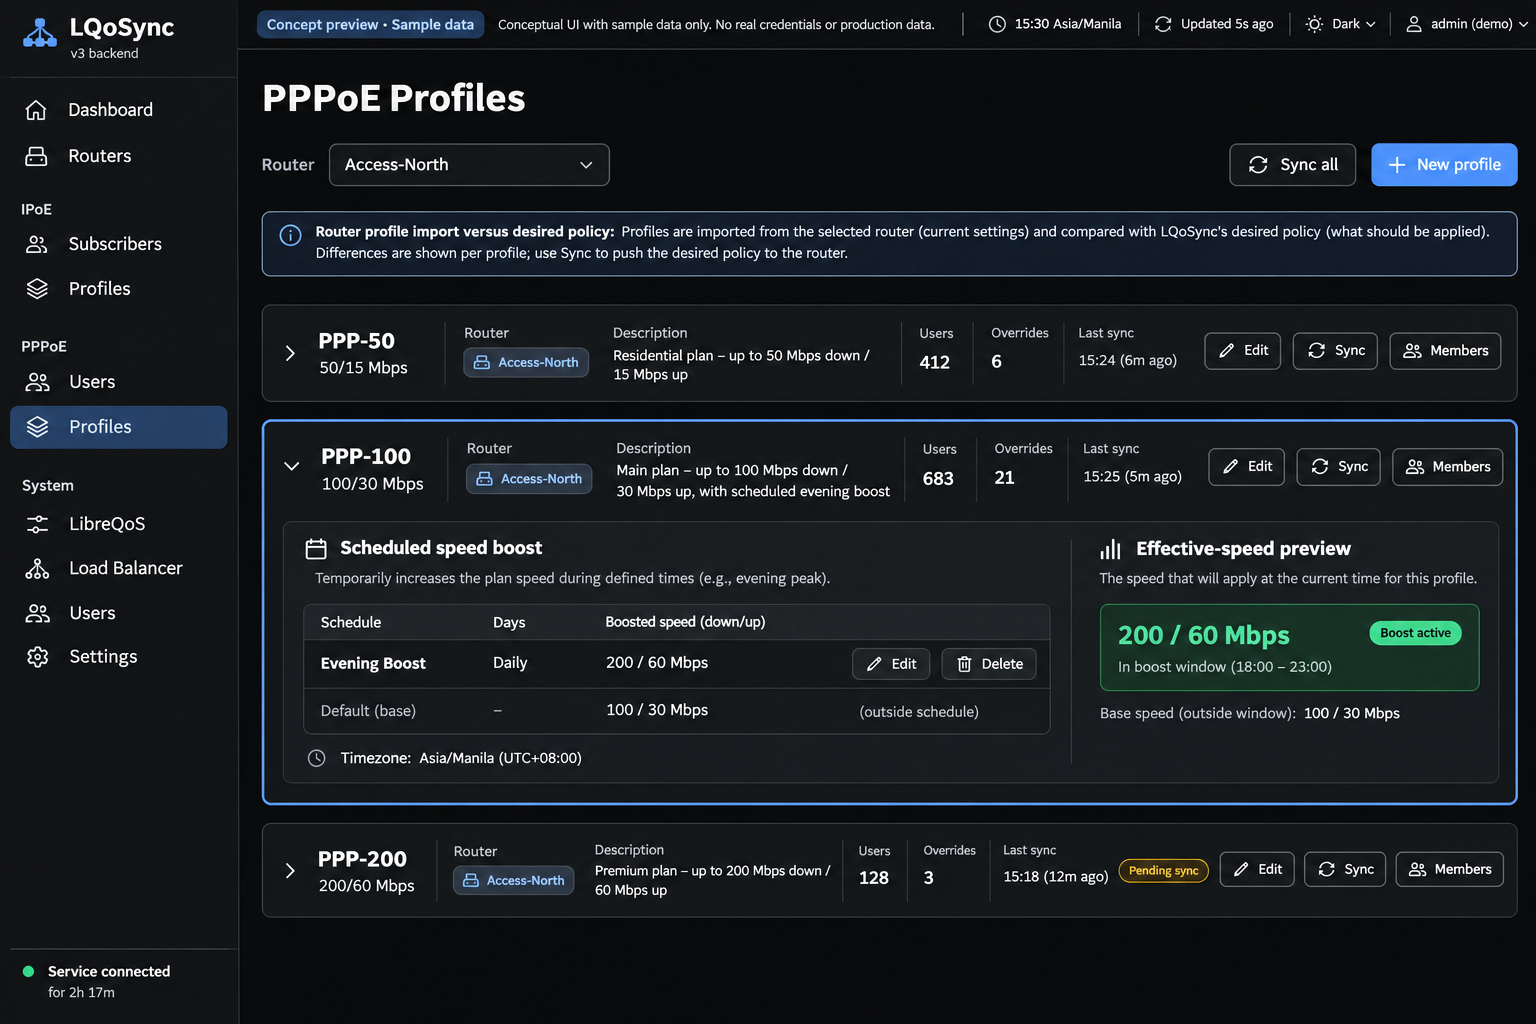 LQoSync
v3 backend
Concept preview • Sample data
Conceptual UI with sample data only. No real credentials or production data.
15:30 Asia/Manila
Updated 5s ago
Dark
admin (demo)
Dashboard
Routers
IPoE
Subscribers
Profiles
PPPoE
Users
Profiles
System
LibreQoS
Load Balancer
Users
Settings
Service connected
for 2h 17m
PPPoE Profiles
Router
Access-North
Sync all
New profile
Router profile import versus desired policy: Profiles are imported from the selected router (current settings) and compared with LQoSync's desired policy (what should be applied).
Differences are shown per profile; use Sync to push the desired policy to the router.
PPP-50
50/15 Mbps
Router
Access-North
Description
Residential plan – up to 50 Mbps down /
15 Mbps up
Users
412
Overrides
6
Last sync
15:24 (6m ago)
Edit
Sync
Members
PPP-100
100/30 Mbps
Router
Access-North
Description
Main plan – up to 100 Mbps down /
30 Mbps up, with scheduled evening boost
Users
683
Overrides
21
Last sync
15:25 (5m ago)
Edit
Sync
Members
Scheduled speed boost
Temporarily increases the plan speed during defined times (e.g., evening peak).
Schedule Days Boosted speed (down/up)
Evening Boost Daily 200 / 60 Mbps Edit Delete
Default (base) – 100 / 30 Mbps (outside schedule)
Timezone: Asia/Manila (UTC+08:00)
Effective-speed preview
The speed that will apply at the current time for this profile.
200 / 60 Mbps
Boost active
In boost window (18:00 – 23:00)
Base speed (outside window): 100 / 30 Mbps
PPP-200
200/60 Mbps
Router
Access-North
Description
Premium plan – up to 200 Mbps down /
60 Mbps up
Users
128
Overrides
3
Last sync
15:18 (12m ago)
Pending sync
Edit
Sync
Members